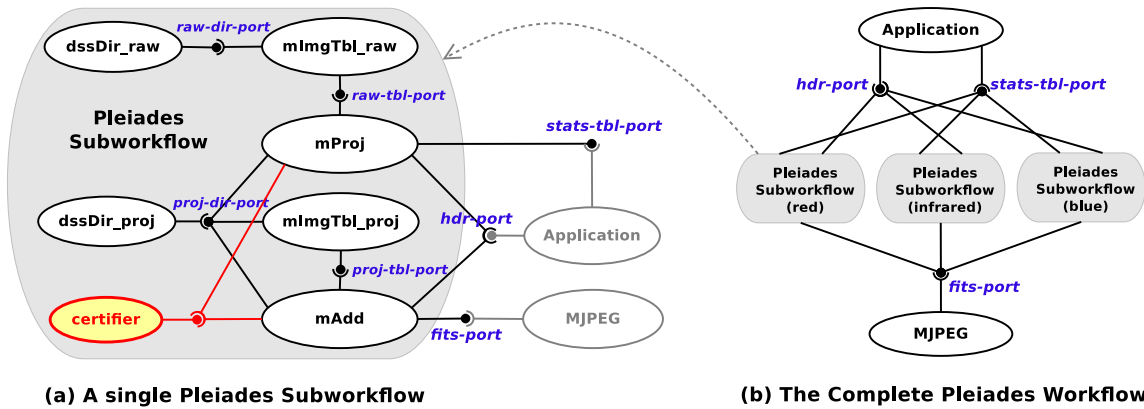 raw-dir-port
dssDir_raw
mImgTbl_raw
raw-tbl-port
Pleiades
Subworkflow
mProj
stats-tbl-port
proj-dir-port
dssDir_proj
mImgTbl_proj
hdr-port
Application
proj-tbl-port
certifier
mAdd
fits-port
MJPEG
(a) A single Pleiades Subworkflow
Application
hdr-port
stats-tbl-port
Pleiades
Subworkflow
(red)
Pleiades
Subworkflow
(infrared)
Pleiades
Subworkflow
(blue)
fits-port
MJPEG
(b) The Complete Pleiades Workflow